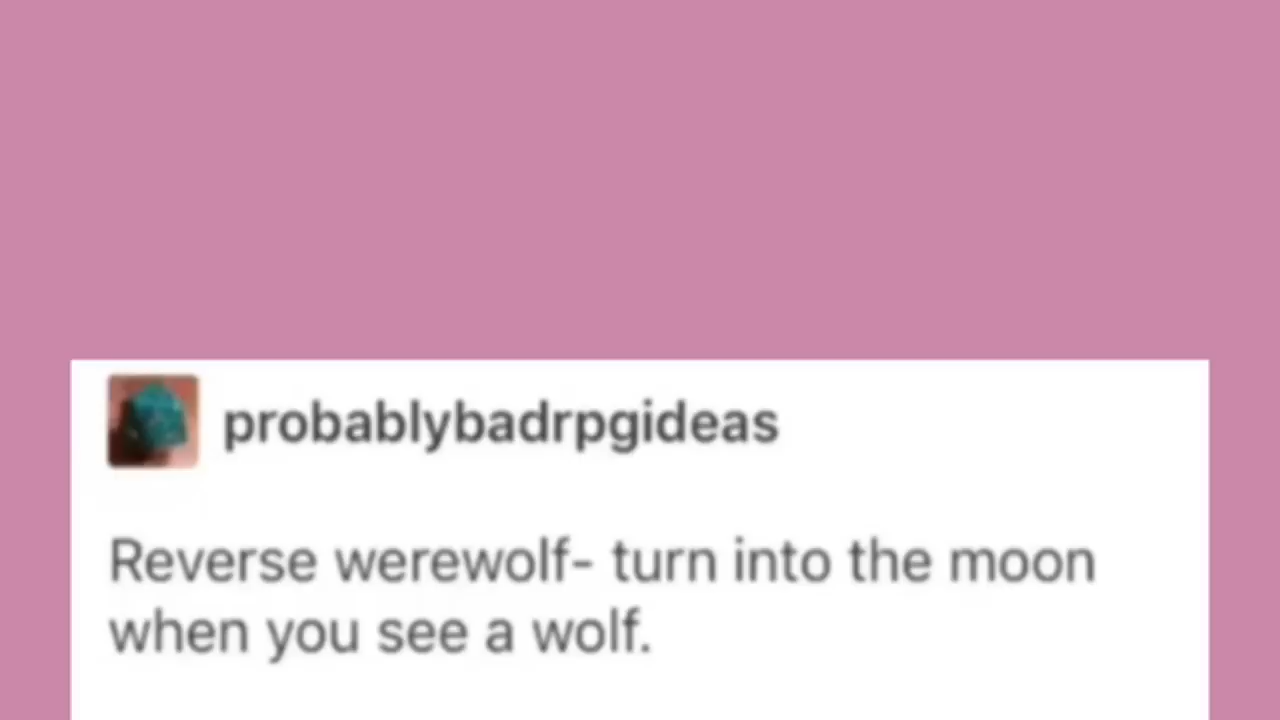 probablybadrpgideas
Reverse werewolf- turn into the moon
when you see a wolf.